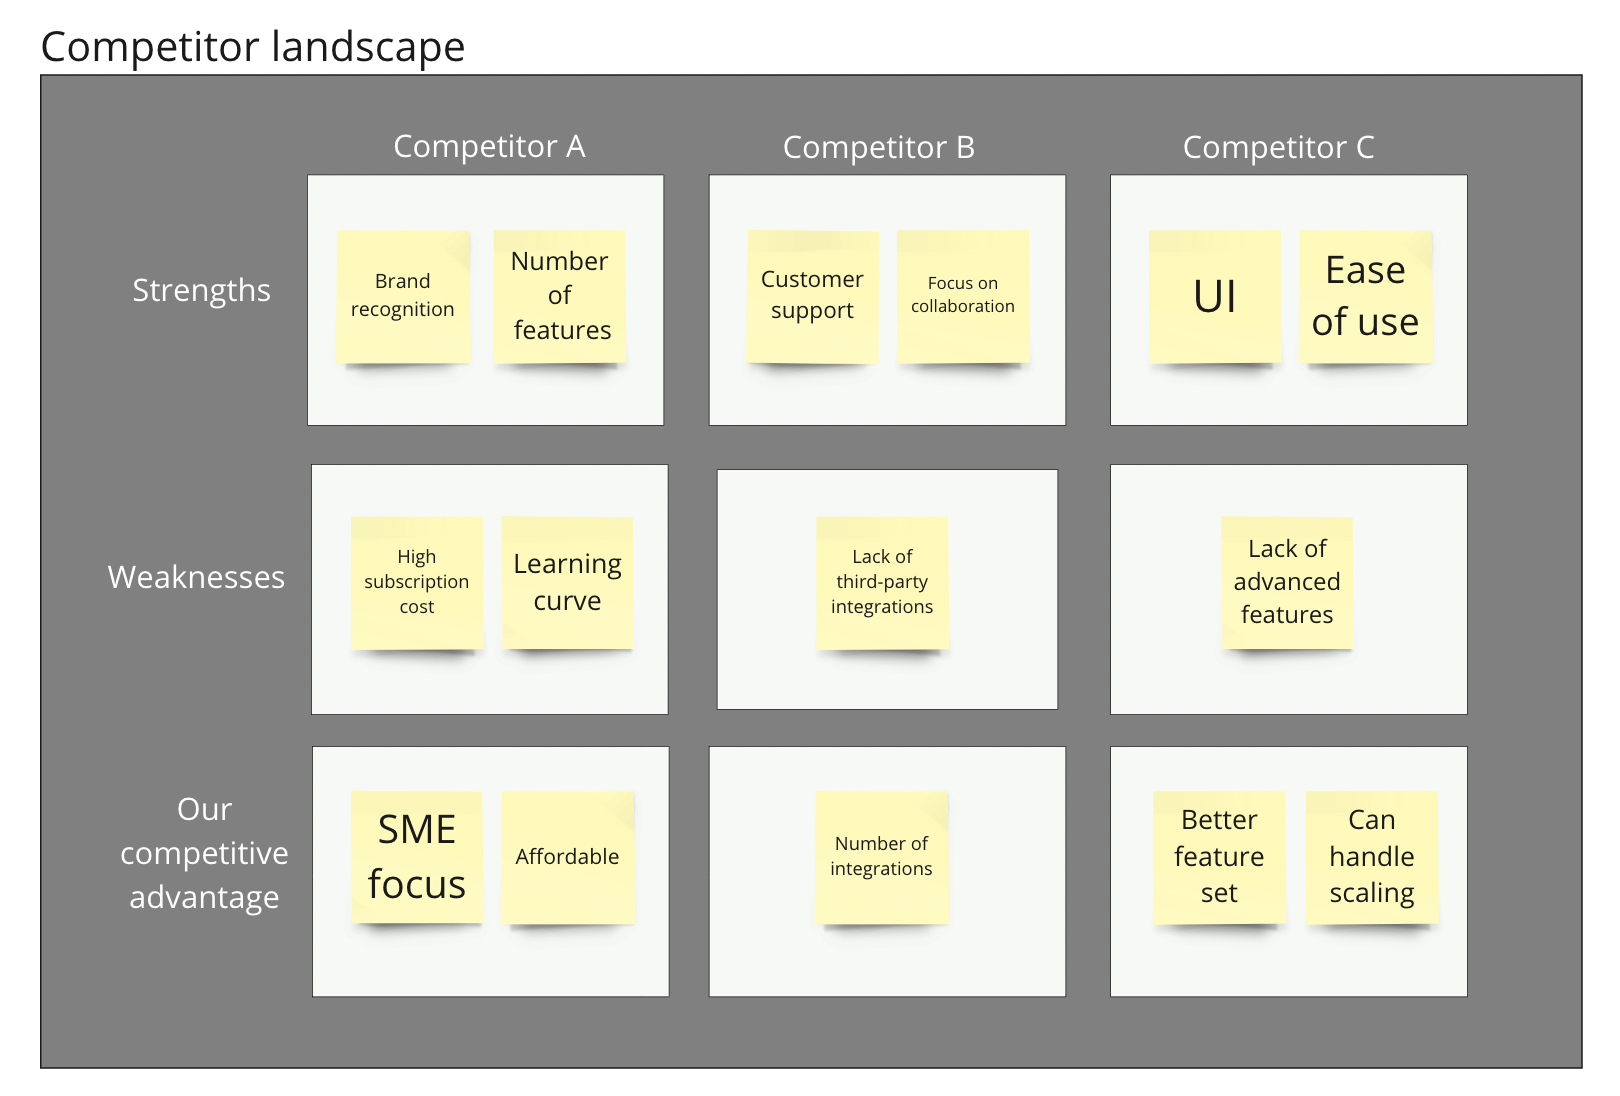 Competitor landscape
Competitor A
Competitor B
Competitor C
Strengths
Brand
recognition
Number
of
features
Customer
support
Focus on
collaboration
UI
Ease
of use
Weaknesses
High
subscription
cost
Learning
curve
Lack of
third-party
integrations
Lack of
advanced
features
Our
competitive
advantage
SME
focus
Affordable
Number of
integrations
Better
feature
set
Can
handle
scaling